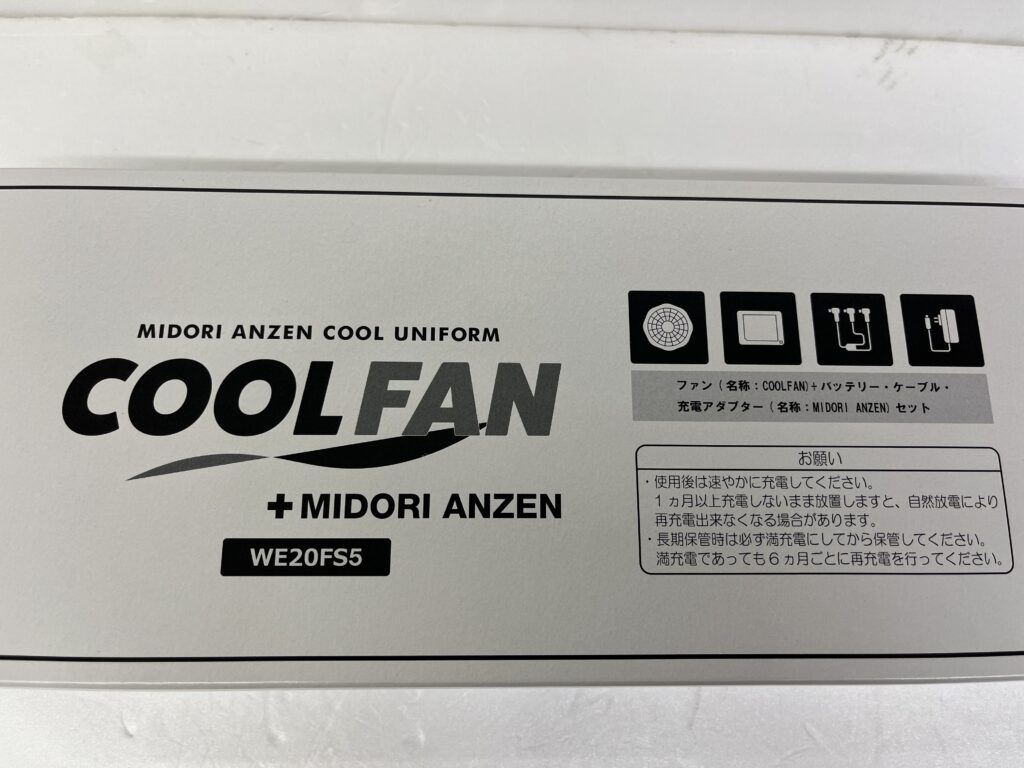 MIDORI ANZEN COOL UNIFORM
COOLFAN
+MIDORI ANZEN
WE20FS5
ファン(名称:COOLFAN)+バッテリー・ケーブル・
充電アダプター(名称:MIDORI ANZEN)セット
お願い
・使用後は速やかに充電してください。
1ヵ月以上充電しないまま放置しますと、自然放電により
再充電出来なくなる場合があります。
・長期保管時は必ず満充電にしてから保管してください。
満充電であっても6ヵ月ごとに再充電を行ってください。